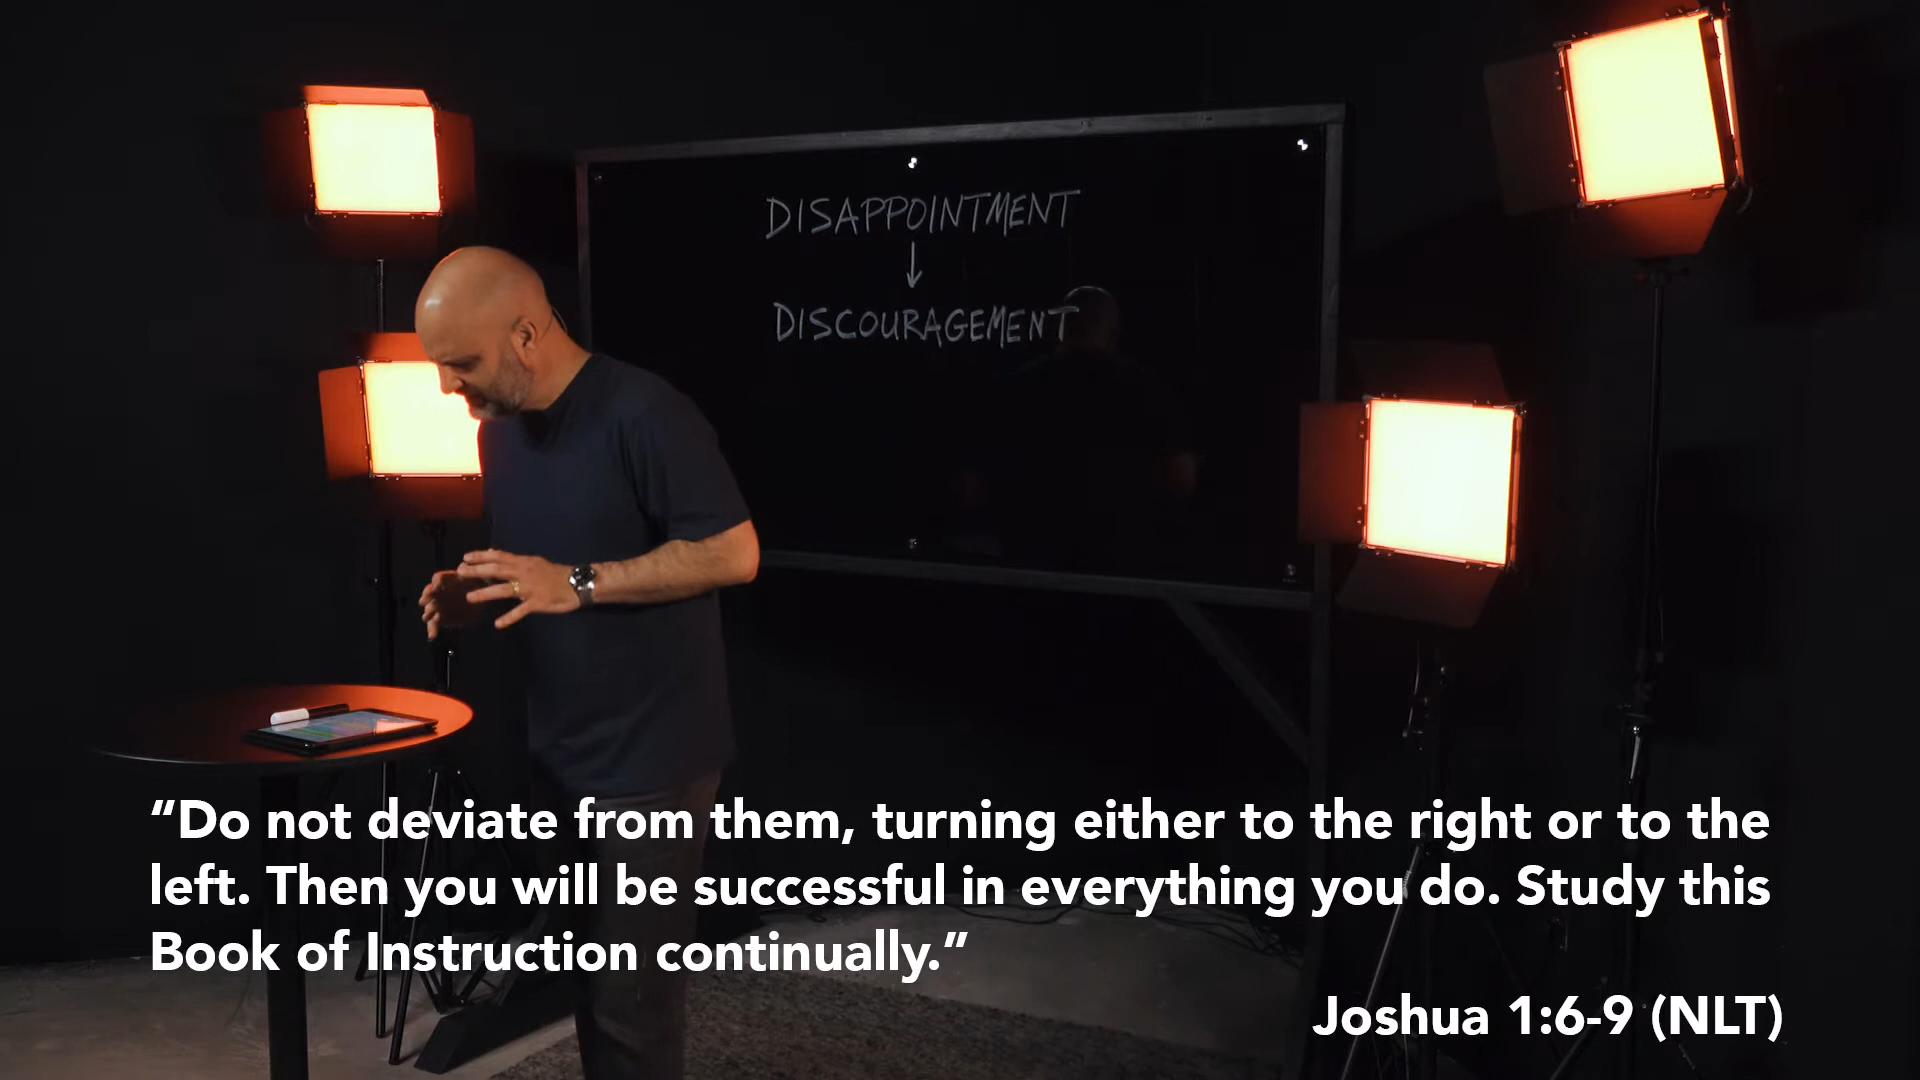 DISAPPOINTMENT
↓
DISCOURAGEMENT
“Do not deviate from them, turning either to the right or to the
left. Then you will be successful in everything you do. Study this
Book of Instruction continually.”
Joshua 1:6-9 (NLT)